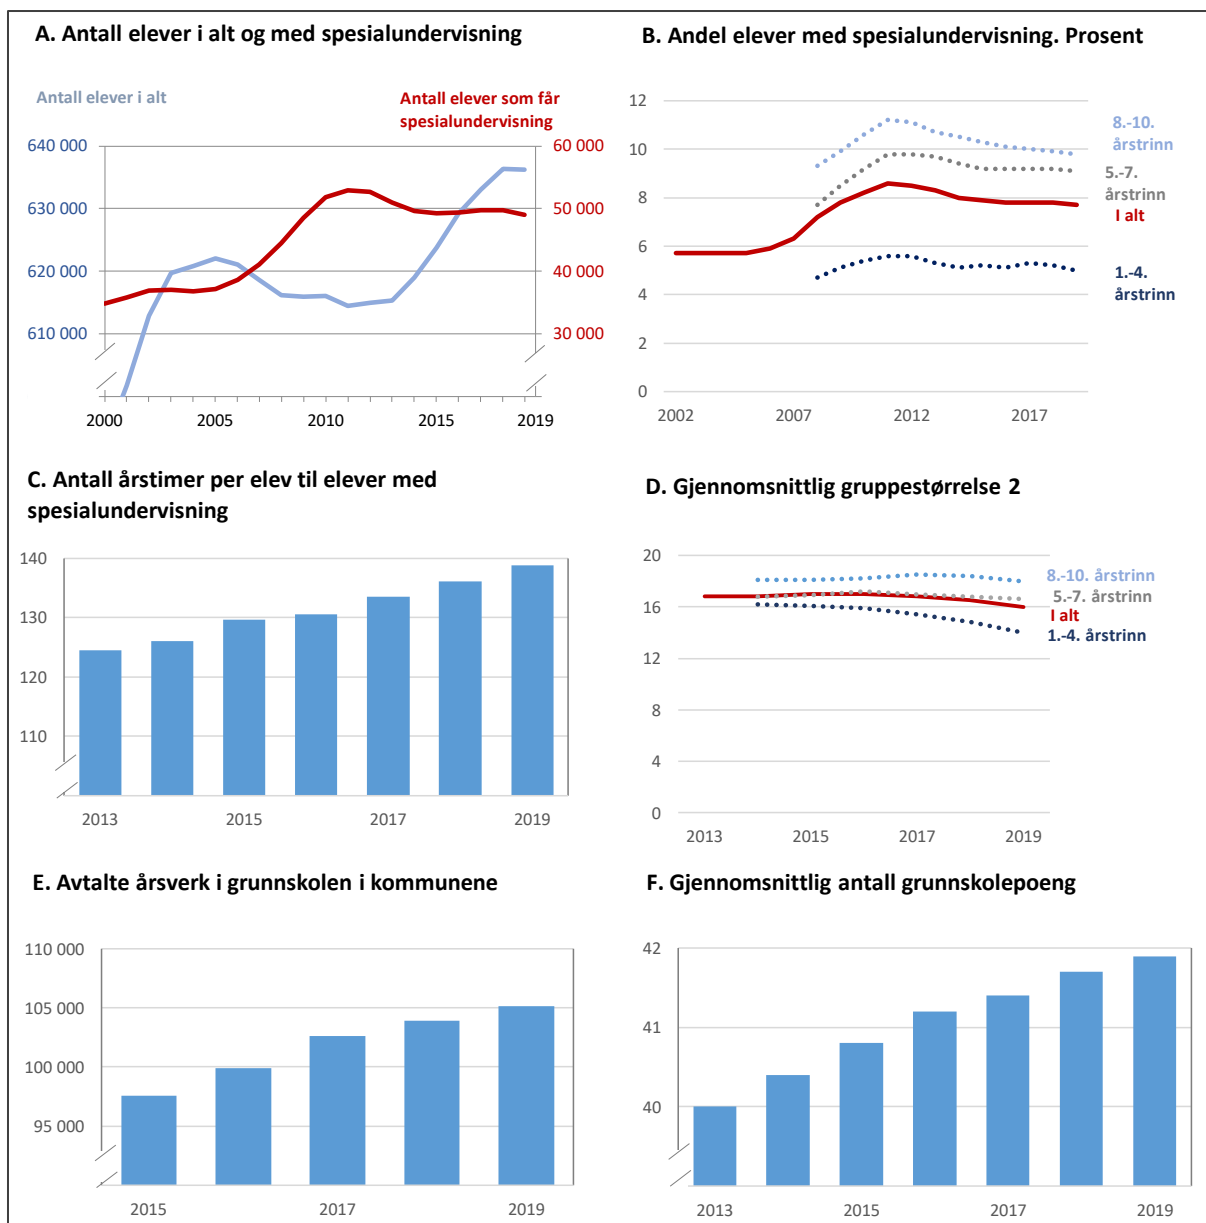 A. Antall elever i alt og med spesialundervisning
Antall elever i alt
Antall elever som får
spesialundervisning
640 000
630 000
620 000
610 000
60 000
50 000
40 000
30 000
2000 2005 2010 2015 2019
B. Andel elever med spesialundervisning. Prosent
12
10
8
6
4
2
0
8.-10.
årstrinn
5.-7.
årstrinn
I alt
1.-4.
årstrinn
2002 2007 2012 2017
C. Antall årstimer per elev til elever med
spesialundervisning
140
130
120
110
2013 2015 2017 2019
D. Gjennomsnittlig gruppestørrelse 2
20
16
12
8
4
0
8.-10. årstrinn
5.-7. årstrinn
I alt
1.-4. årstrinn
2013 2015 2017 2019
E. Avtalte årsverk i grunnskolen i kommunene
110 000
105 000
100 000
95 000
2015 2017 2019
F. Gjennomsnittlig antall grunnskolepoeng
42
41
40
2013 2015 2017 2019